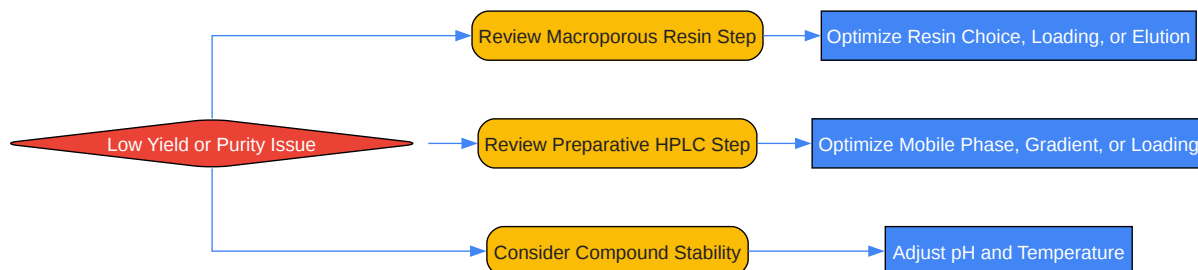 Review Macroporous Resin Step
Optimize Resin Choice, Loading, or Elution
Low Yield or Purity Issue
Review Preparative HPLC Step
Optimize Mobile Phase, Gradient, or Loading
Consider Compound Stability
Adjust pH and Temperature